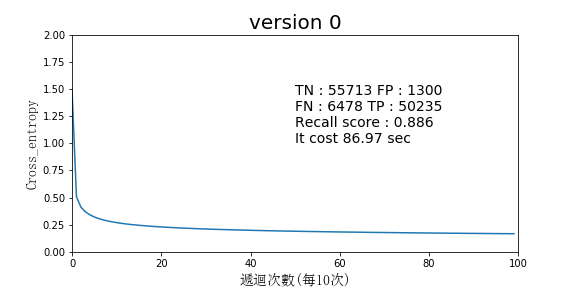 version 0
2.00
1.75
1.50
1.25
1.00
0.75
0.50
0.25
0.00
Cross_entropy
TN : 55713 FP : 1300
FN : 6478 TP : 50235
Recall score : 0.886
It cost 86.97 sec
0 20 40 60 80 100
遞迴次數(每10次)